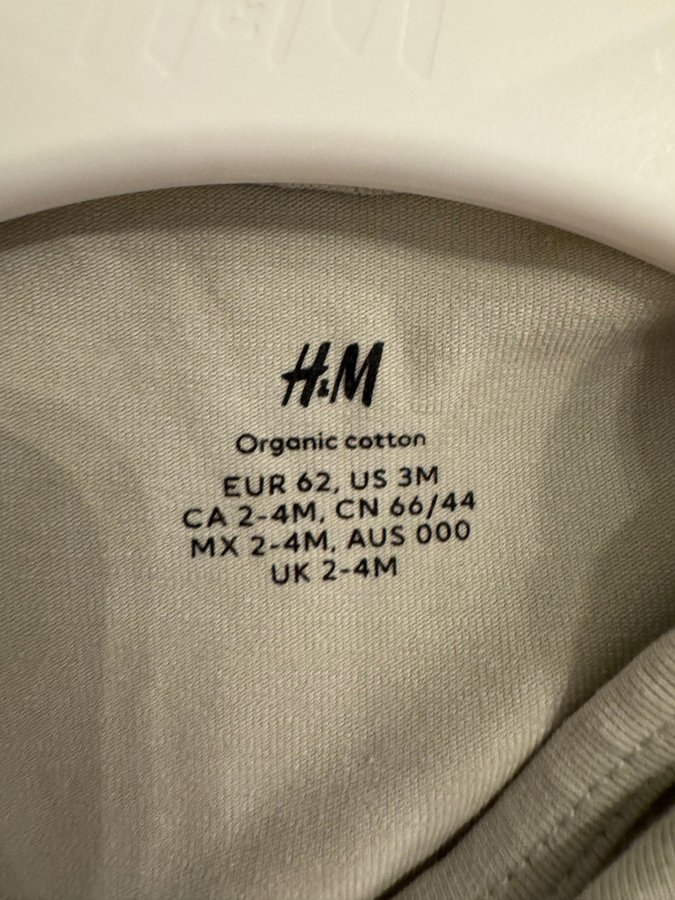 H&M
H&M
Organic cotton
EUR 62, US 3M
CA 2-4M, CN 66/44
MX 2-4M, AUS 000
UK 2-4M